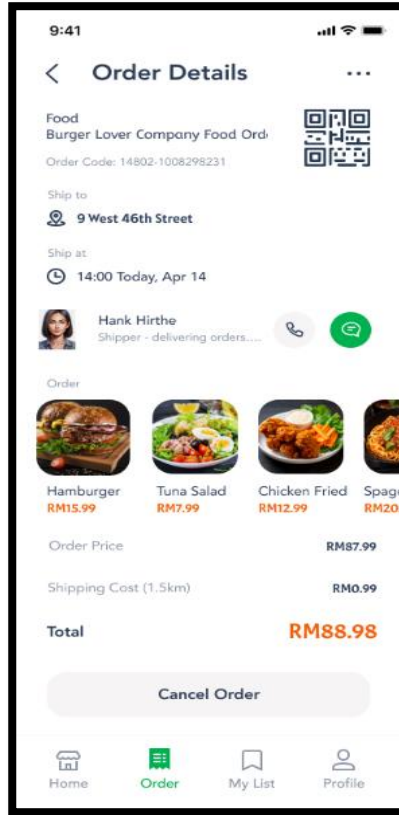 9:41
Order Details
Food
Burger Lover Company Food Ord
Order Code: 14802-1008298231
Ship to
9 West 46th Street
Ship at
14:00 Today, Apr 14
Hank Hirthe
Shipper - delivering orders....
Order
Hamburger Tuna Salad Chicken Fried Spag
RM15.99 RM7.99 RM12.99 RM20
Order Price RM87.99
Shipping Cost (1.5km) RM0.99
Total RM88.98
Cancel Order
Home Order My List Profile